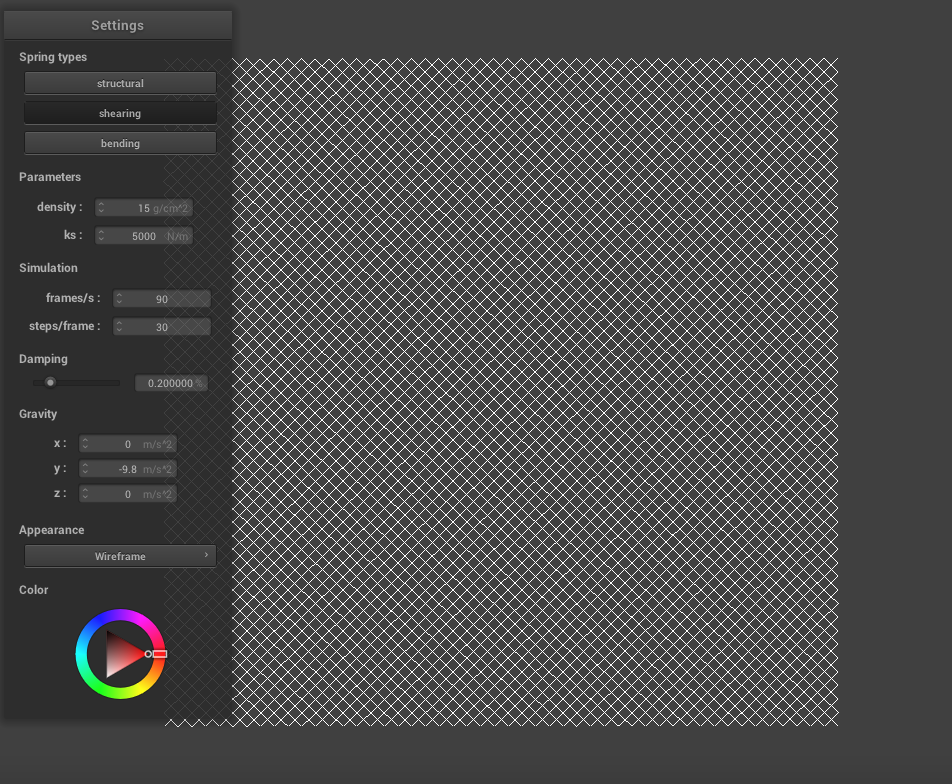 Settings
Spring types
structural
shearing
bending
Parameters
density : 15 g/cm^2
ks : 5000 N/m
Simulation
frames/s : 90
steps/frame : 30
Damping
0.200000 %
Gravity
x : 0 m/s^2
y : -9.8 m/s^2
z : 0 m/s^2
Appearance
Wireframe
Color